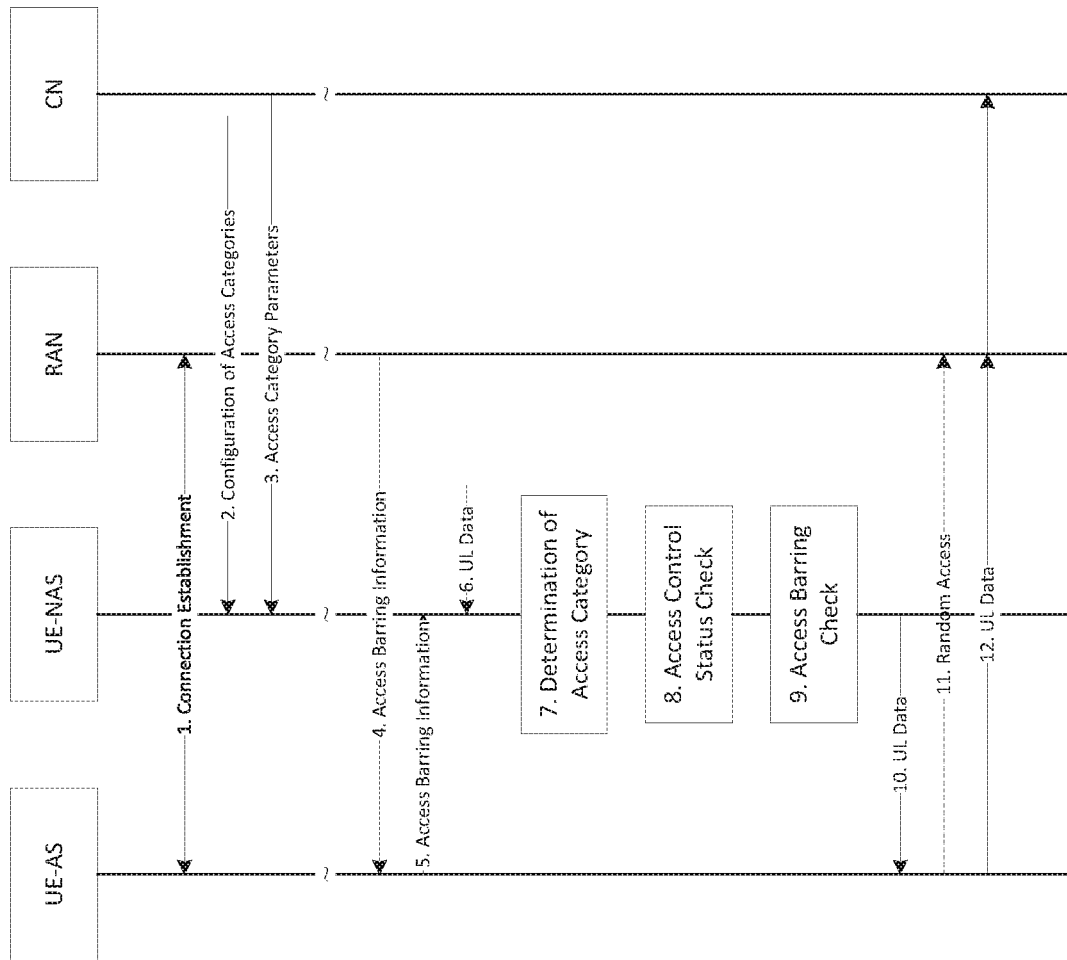 UE-AS
UE-NAS
RAN
CN
1. Connection Establishment
2. Configuration of Access Categories
3. Access Category Parameters
~
~
~
~
4. Access Barring Information
5. Access Barring Information
6. UL Data
7. Determination of
Access Category
8. Access Control
Status Check
9. Access Barring
Check
10. UL Data
11. Random Access
12. UL Data